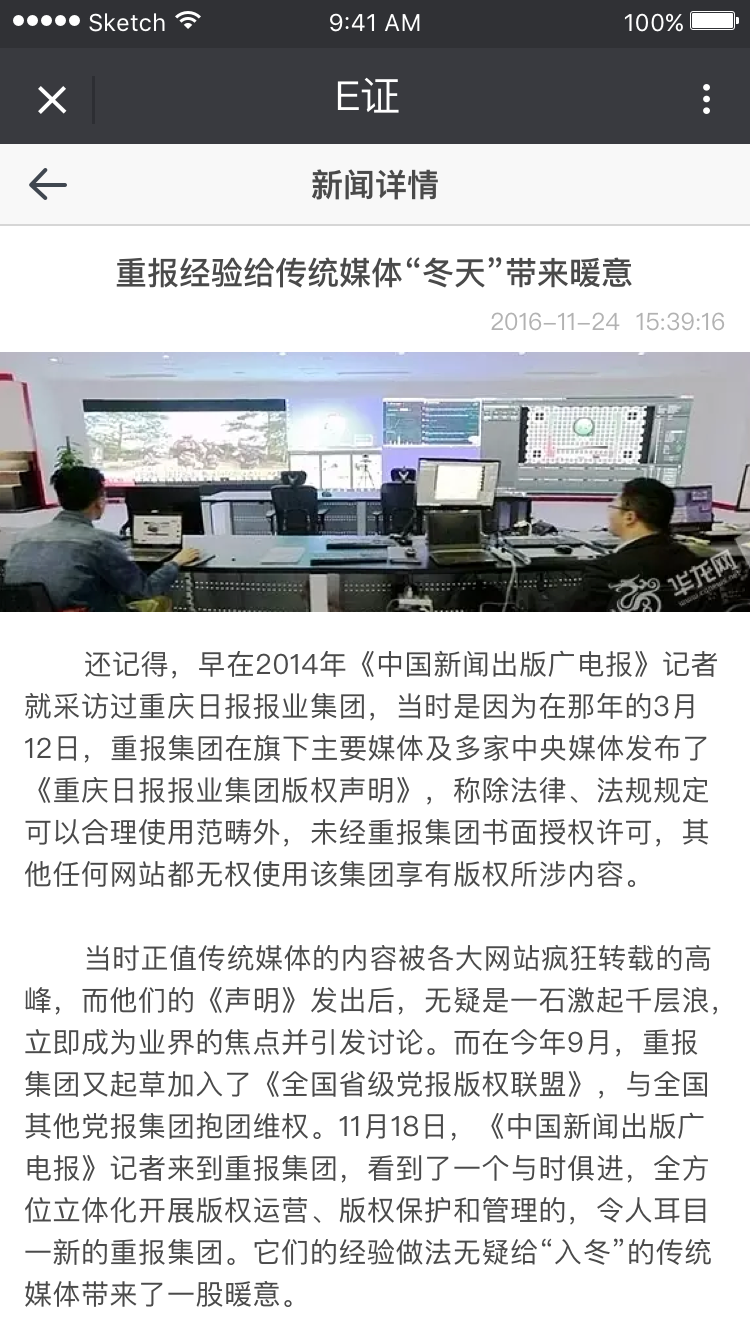 Sketch 9:41 AM 100%
E证
新闻详情
重报经验给传统媒体“冬天”带来暖意
2016-11-24 15:39:16
华龙网
还记得，早在2014年《中国新闻出版广电报》记者
就采访过重庆日报报业集团，当时是因为在那年的3月
12日，重报集团在旗下主要媒体及多家中央媒体发布了
《重庆日报报业集团版权声明》，称除法律、法规规定
可以合理使用范畴外，未经重报集团书面授权许可，其
他任何网站都无权使用该集团享有版权所涉内容。
当时正值传统媒体的内容被各大网站疯狂转载的高
峰，而他们的《声明》发出后，无疑是一石激起千层浪，
立即成为业界的焦点并引发讨论。而在今年9月，重报
集团又起草加入了《全国省级党报版权联盟》，与全国
其他党报集团抱团维权。11月18日，《中国新闻出版广
电报》记者来到重报集团，看到了一个与时俱进，全方
位立体化开展版权运营、版权保护和管理的，令人耳目
一新的重报集团。它们的经验做法无疑给“入冬”的传统
媒体带来了一股暖意。